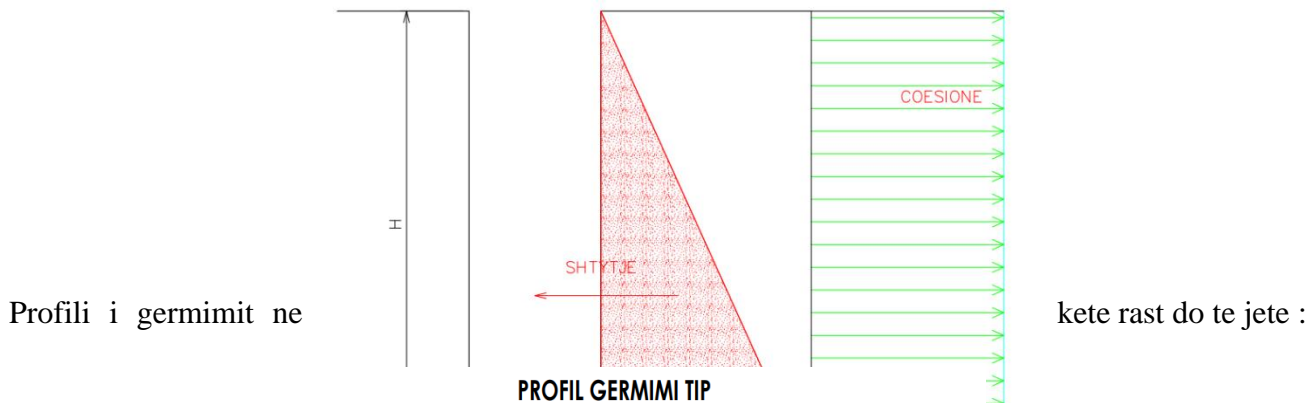 COESIONE
H
SHTYTJE
Profili i germimit ne kete rast do te jete :
PROFIL GERMIMI TIP